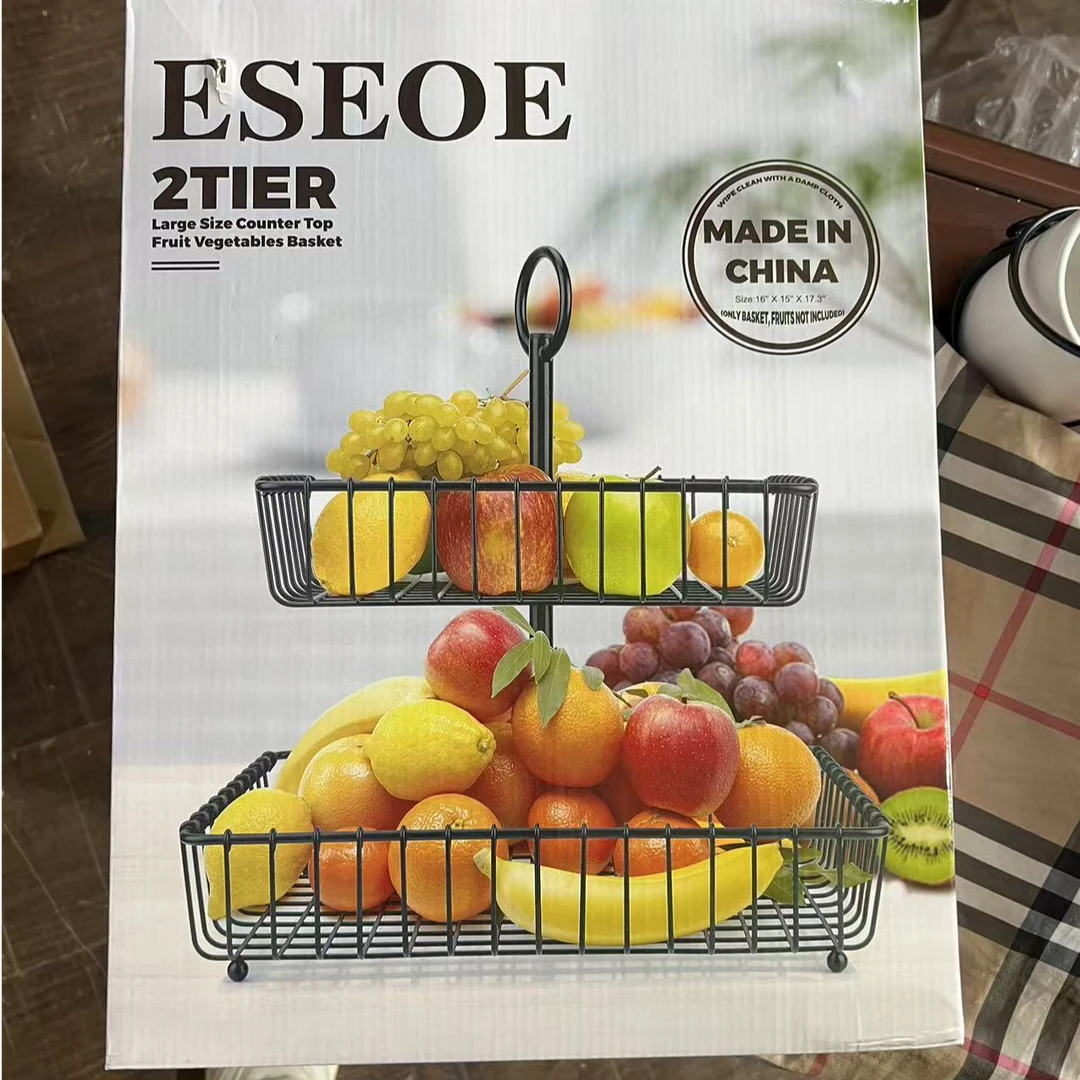 ESEOE
2TIER
Large Size Counter Top
Fruit Vegetables Basket
WIPE CLEAN WITH A DAMP CLOTH
MADE IN
CHINA
Size:16" X 15" X 17.3"
(ONLY BASKET, FRUITS NOT INCLUDED)